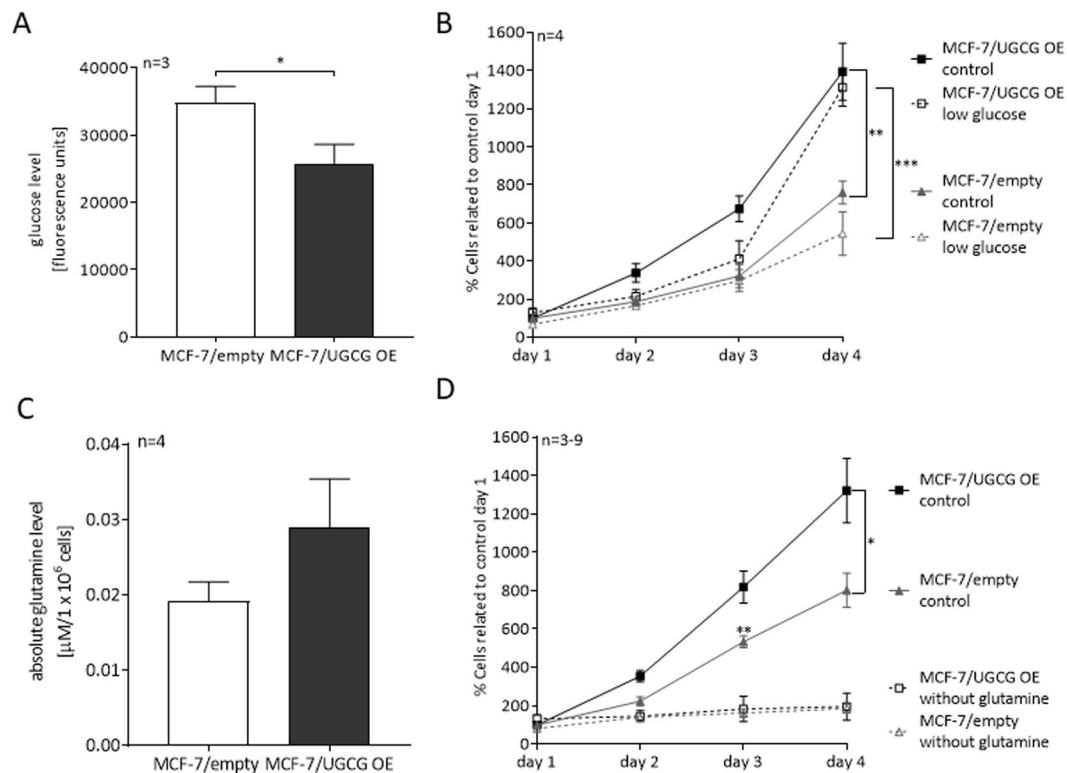 A
n=3
*
40000
30000
20000
10000
0
glucose level
[fluorescence units]
MCF-7/empty MCF-7/UGCG OE
B
n=4
1600
1400
1200
1000
800
600
400
200
0
% Cells related to control day 1
day 1 day 2 day 3 day 4
**
***
MCF-7/UGCG OE
control
MCF-7/UGCG OE
low glucose
MCF-7/empty
control
MCF-7/empty
low glucose
C
n=4
0.04
0.03
0.02
0.01
0.00
absolute glutamine level
[µM/1 x 10⁶ cells]
MCF-7/empty MCF-7/UGCG OE
D
n=3-9
1600
1400
1200
1000
800
600
400
200
0
% Cells related to control day 1
day 1 day 2 day 3 day 4
**
*
MCF-7/UGCG OE
control
MCF-7/empty
control
MCF-7/UGCG OE
without glutamine
MCF-7/empty
without glutamine